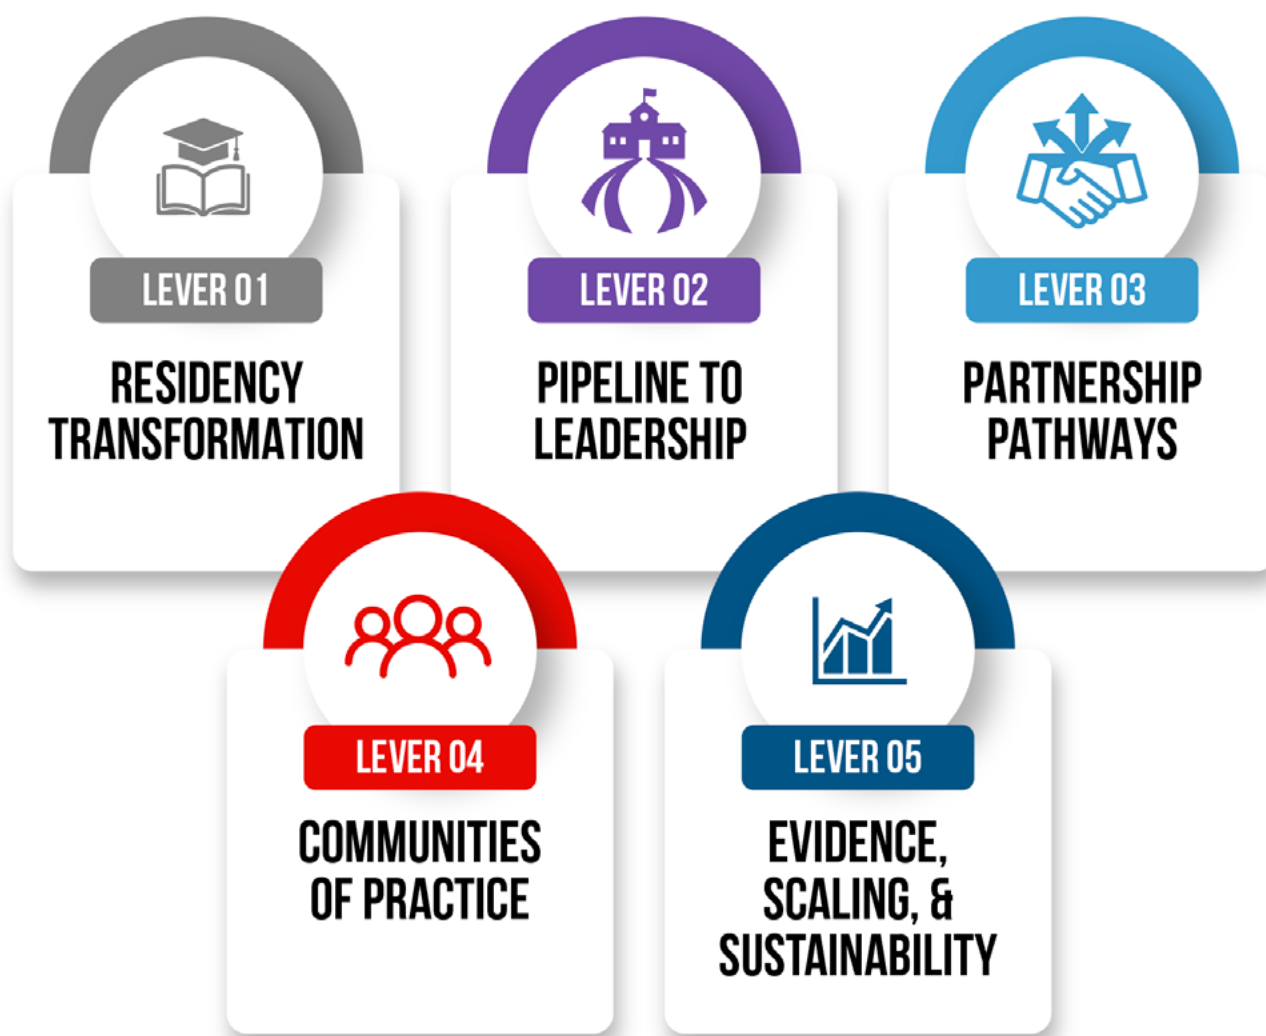 LEVER 01
RESIDENCY
TRANSFORMATION
LEVER 02
PIPELINE TO
LEADERSHIP
LEVER 03
PARTNERSHIP
PATHWAYS
LEVER 04
COMMUNITIES
OF PRACTICE
LEVER 05
EVIDENCE,
SCALING, &
SUSTAINABILITY